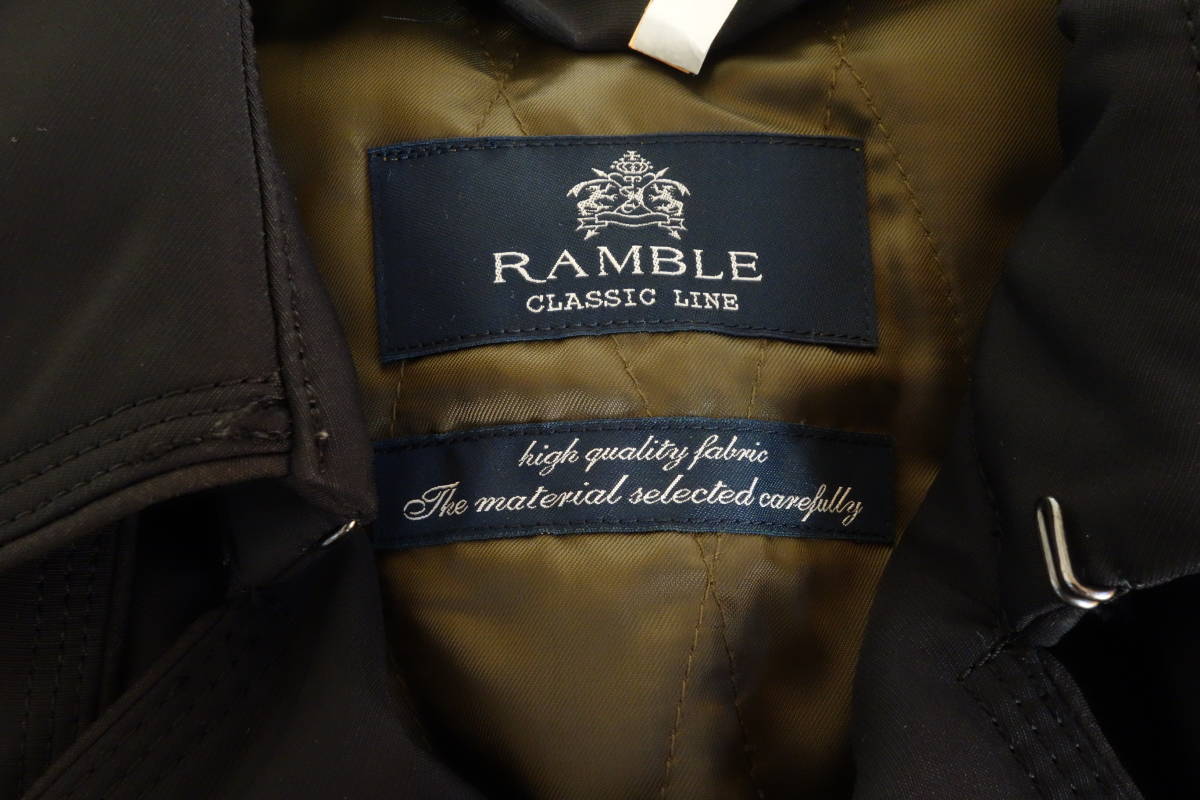 RAMBLE
CLASSIC LINE
high quality fabric
The material selected carefully